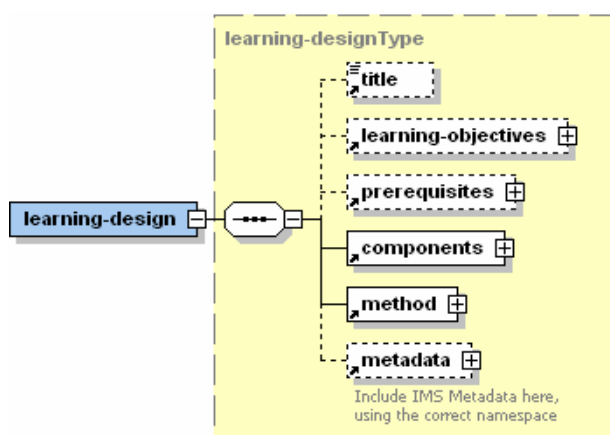 learning-designType
title
learning-objectives
prerequisites
learning-design
components
method
metadata
Include IMS Metadata here,
using the correct namespace